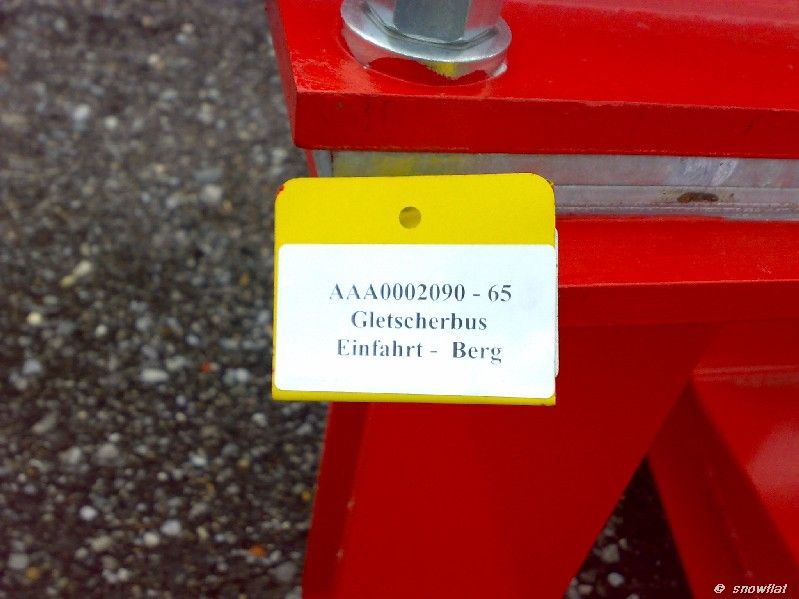 AAA0002090 - 65
Gletscherbus
Einfahrt - Berg
© snowflat